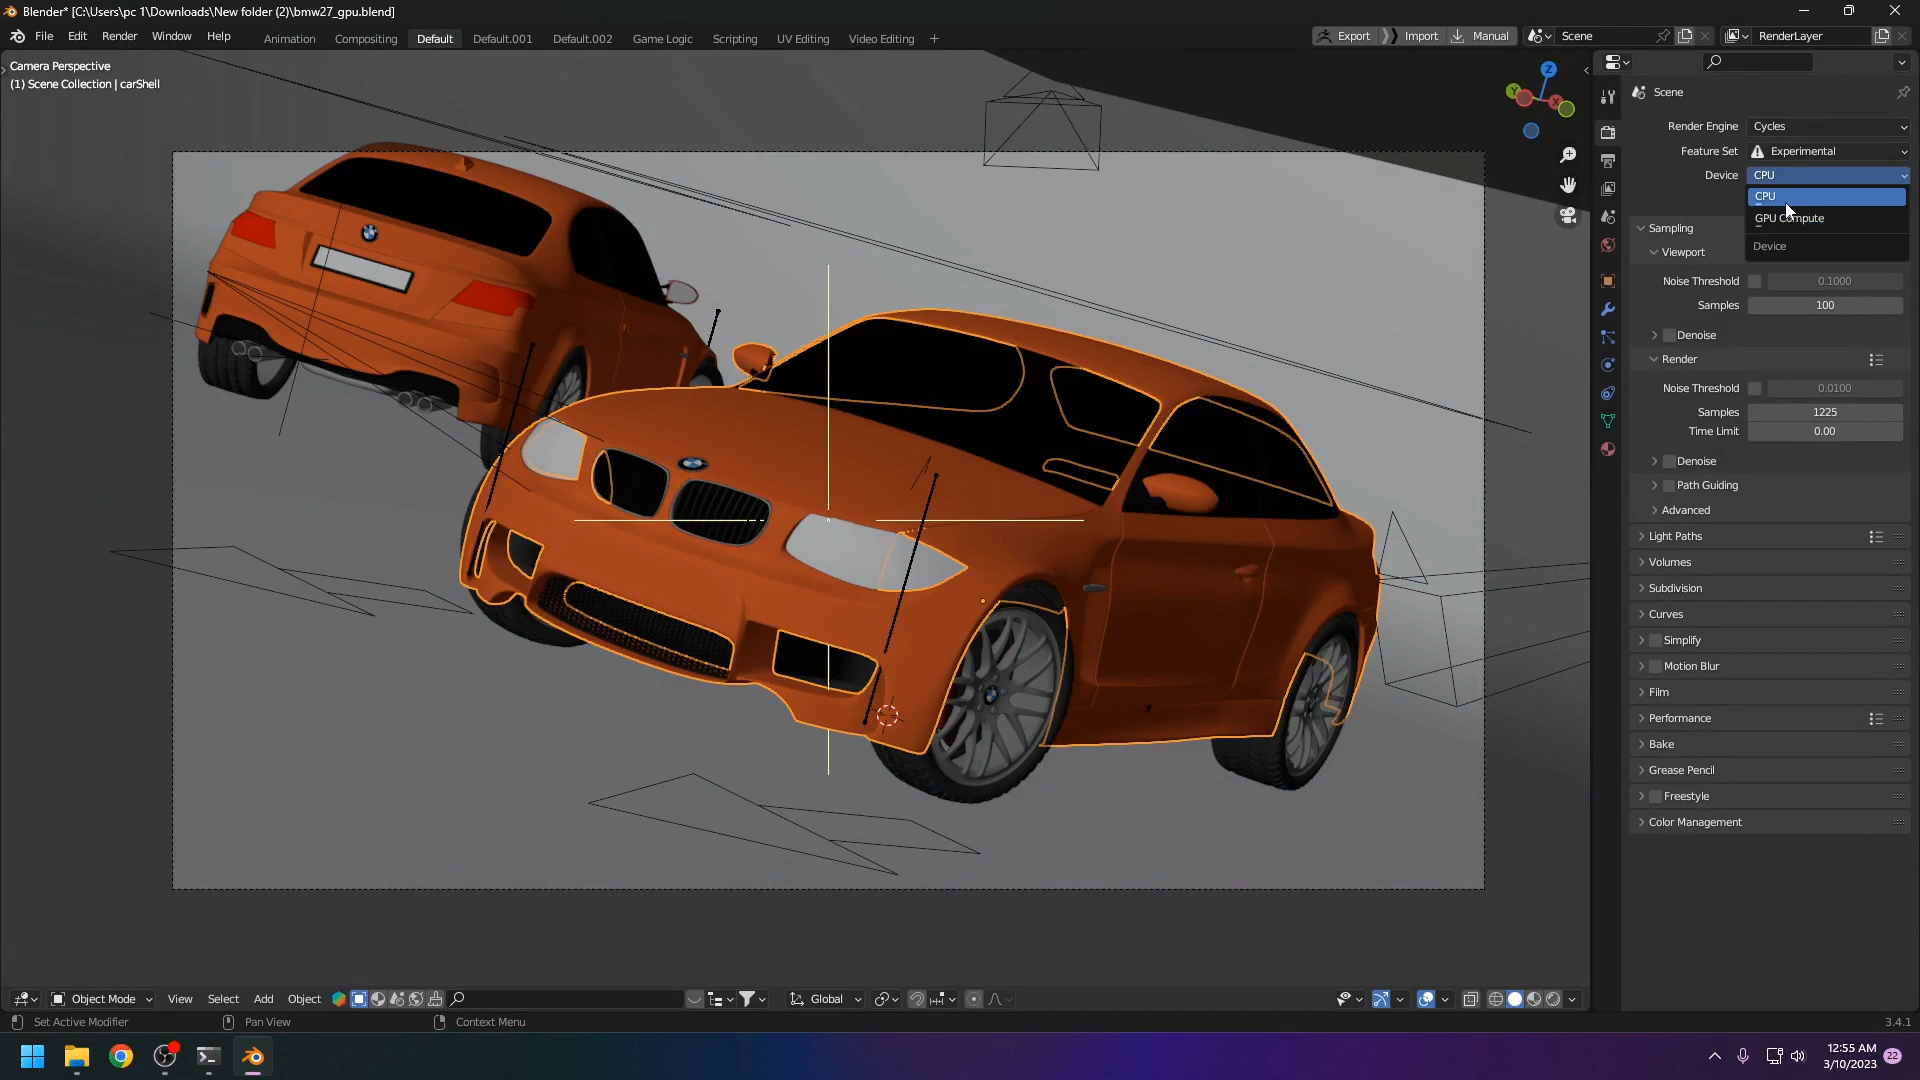 Blender* [C:\Users\pc 1\Downloads\New folder (2)\bmw27_gpu.blend]
File Edit Render Window Help Animation Compositing Default Default.001 Default.002 Game Logic Scripting UV Editing Video Editing + Export Import Manual Scene RenderLayer
Camera Perspective
(1) Scene Collection | carShell
Z
Y
X
Scene
Render Engine Cycles
Feature Set Experimental
Device CPU
CPU
GPU Compute
Device
Sampling
Viewport
Noise Threshold 0.1000
Samples 100
Denoise
Render
Noise Threshold 0.0100
Samples 1225
Time Limit 0.00
Denoise
Path Guiding
Advanced
Light Paths
Volumes
Subdivision
Curves
Simplify
Motion Blur
Film
Performance
Bake
Grease Pencil
Freestyle
Color Management
Object Mode View Select Add Object Global
Set Active Modifier Pan View Context Menu 3.4.1
12:55 AM
3/10/2023 22